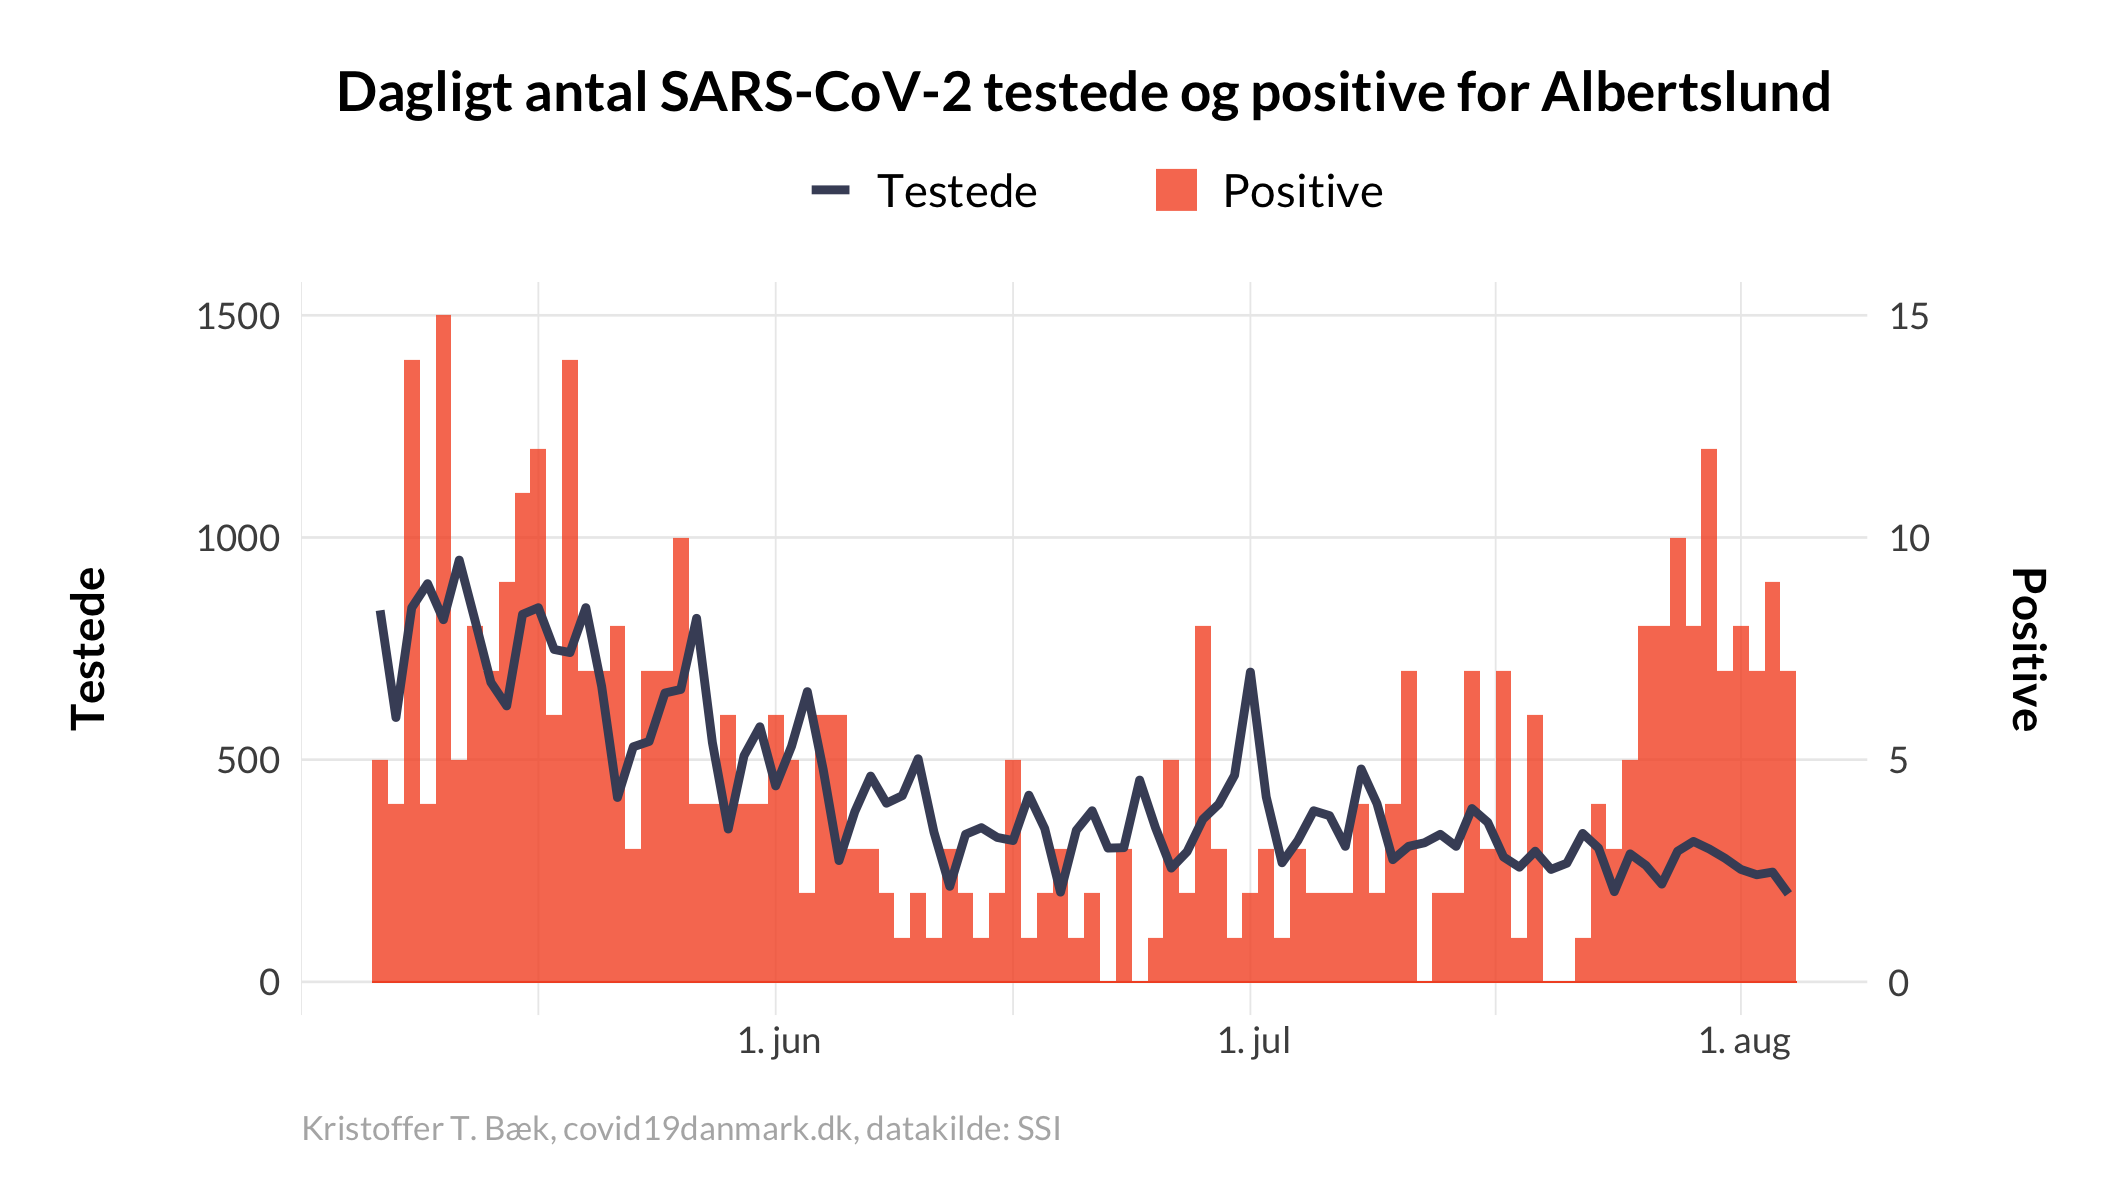 Dagligt antal SARS-CoV-2 testede og positive for Albertslund
Testede
Positive
1500
1000
500
0
15
10
5
0
Testede
Positive
1. jun
1. jul
1. aug
Kristoffer T. Bæk, covid19danmark.dk, datakilde: SSI